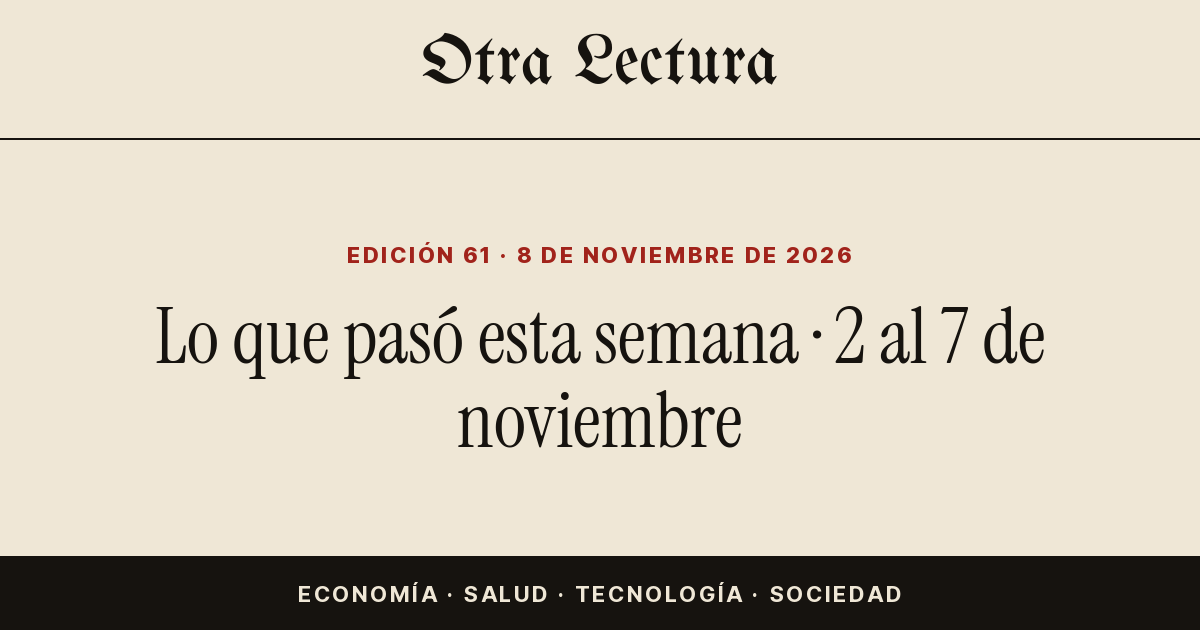 Otra Lectura
EDICIÓN 61 · 8 DE NOVIEMBRE DE 2026
Lo que pasó esta semana · 2 al 7 de
noviembre
ECONOMÍA · SALUD · TECNOLOGÍA · SOCIEDAD